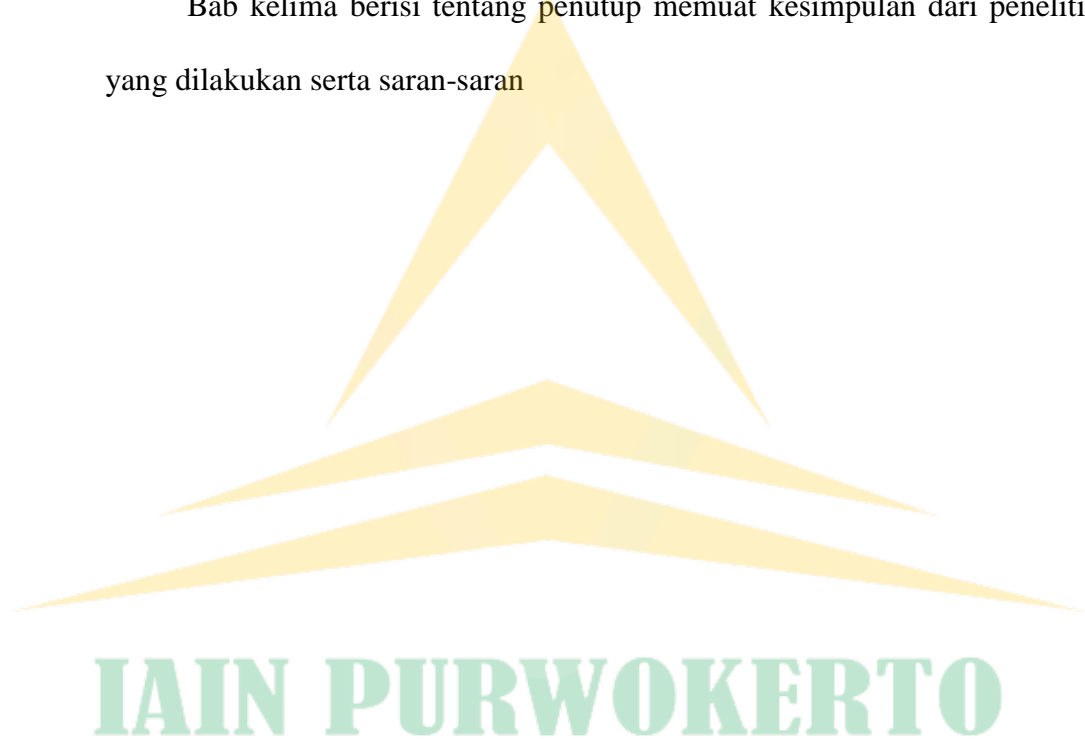 Bab kelima berisi tentang penutup memuat kesimpulan dari peneliti
yang dilakukan serta saran-saran
IAIN PURWOKERTO